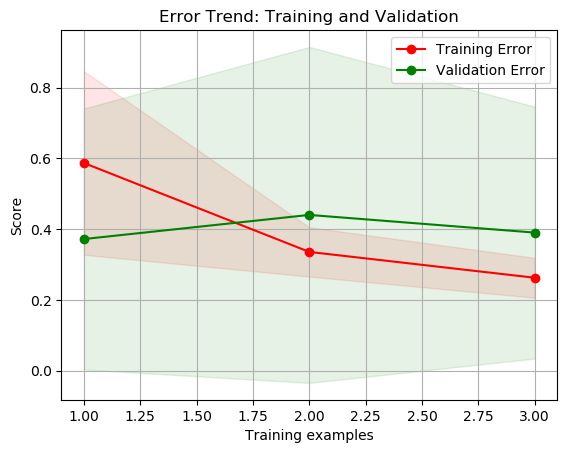 Error Trend: Training and Validation
Training Error
Validation Error
Score
0.8
0.6
0.4
0.2
0.0
1.00 1.25 1.50 1.75 2.00 2.25 2.50 2.75 3.00
Training examples